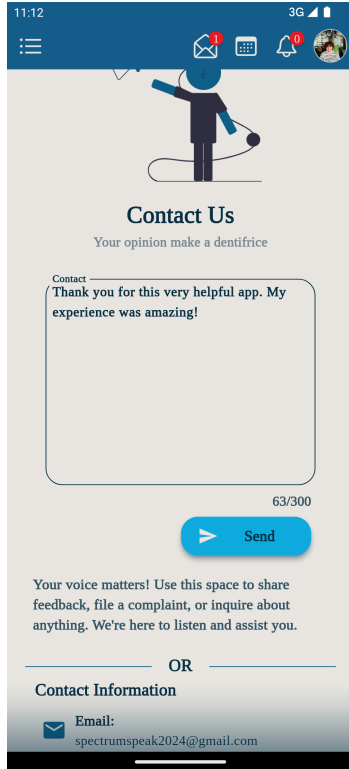 11:12
3G
1
0
Contact Us
Your opinion make a dentifrice
Contact
Thank you for this very helpful app. My
experience was amazing!
63/300
Send
Your voice matters! Use this space to share
feedback, file a complaint, or inquire about
anything. We're here to listen and assist you.
OR
Contact Information
Email:
spectrumspeak2024@gmail.com